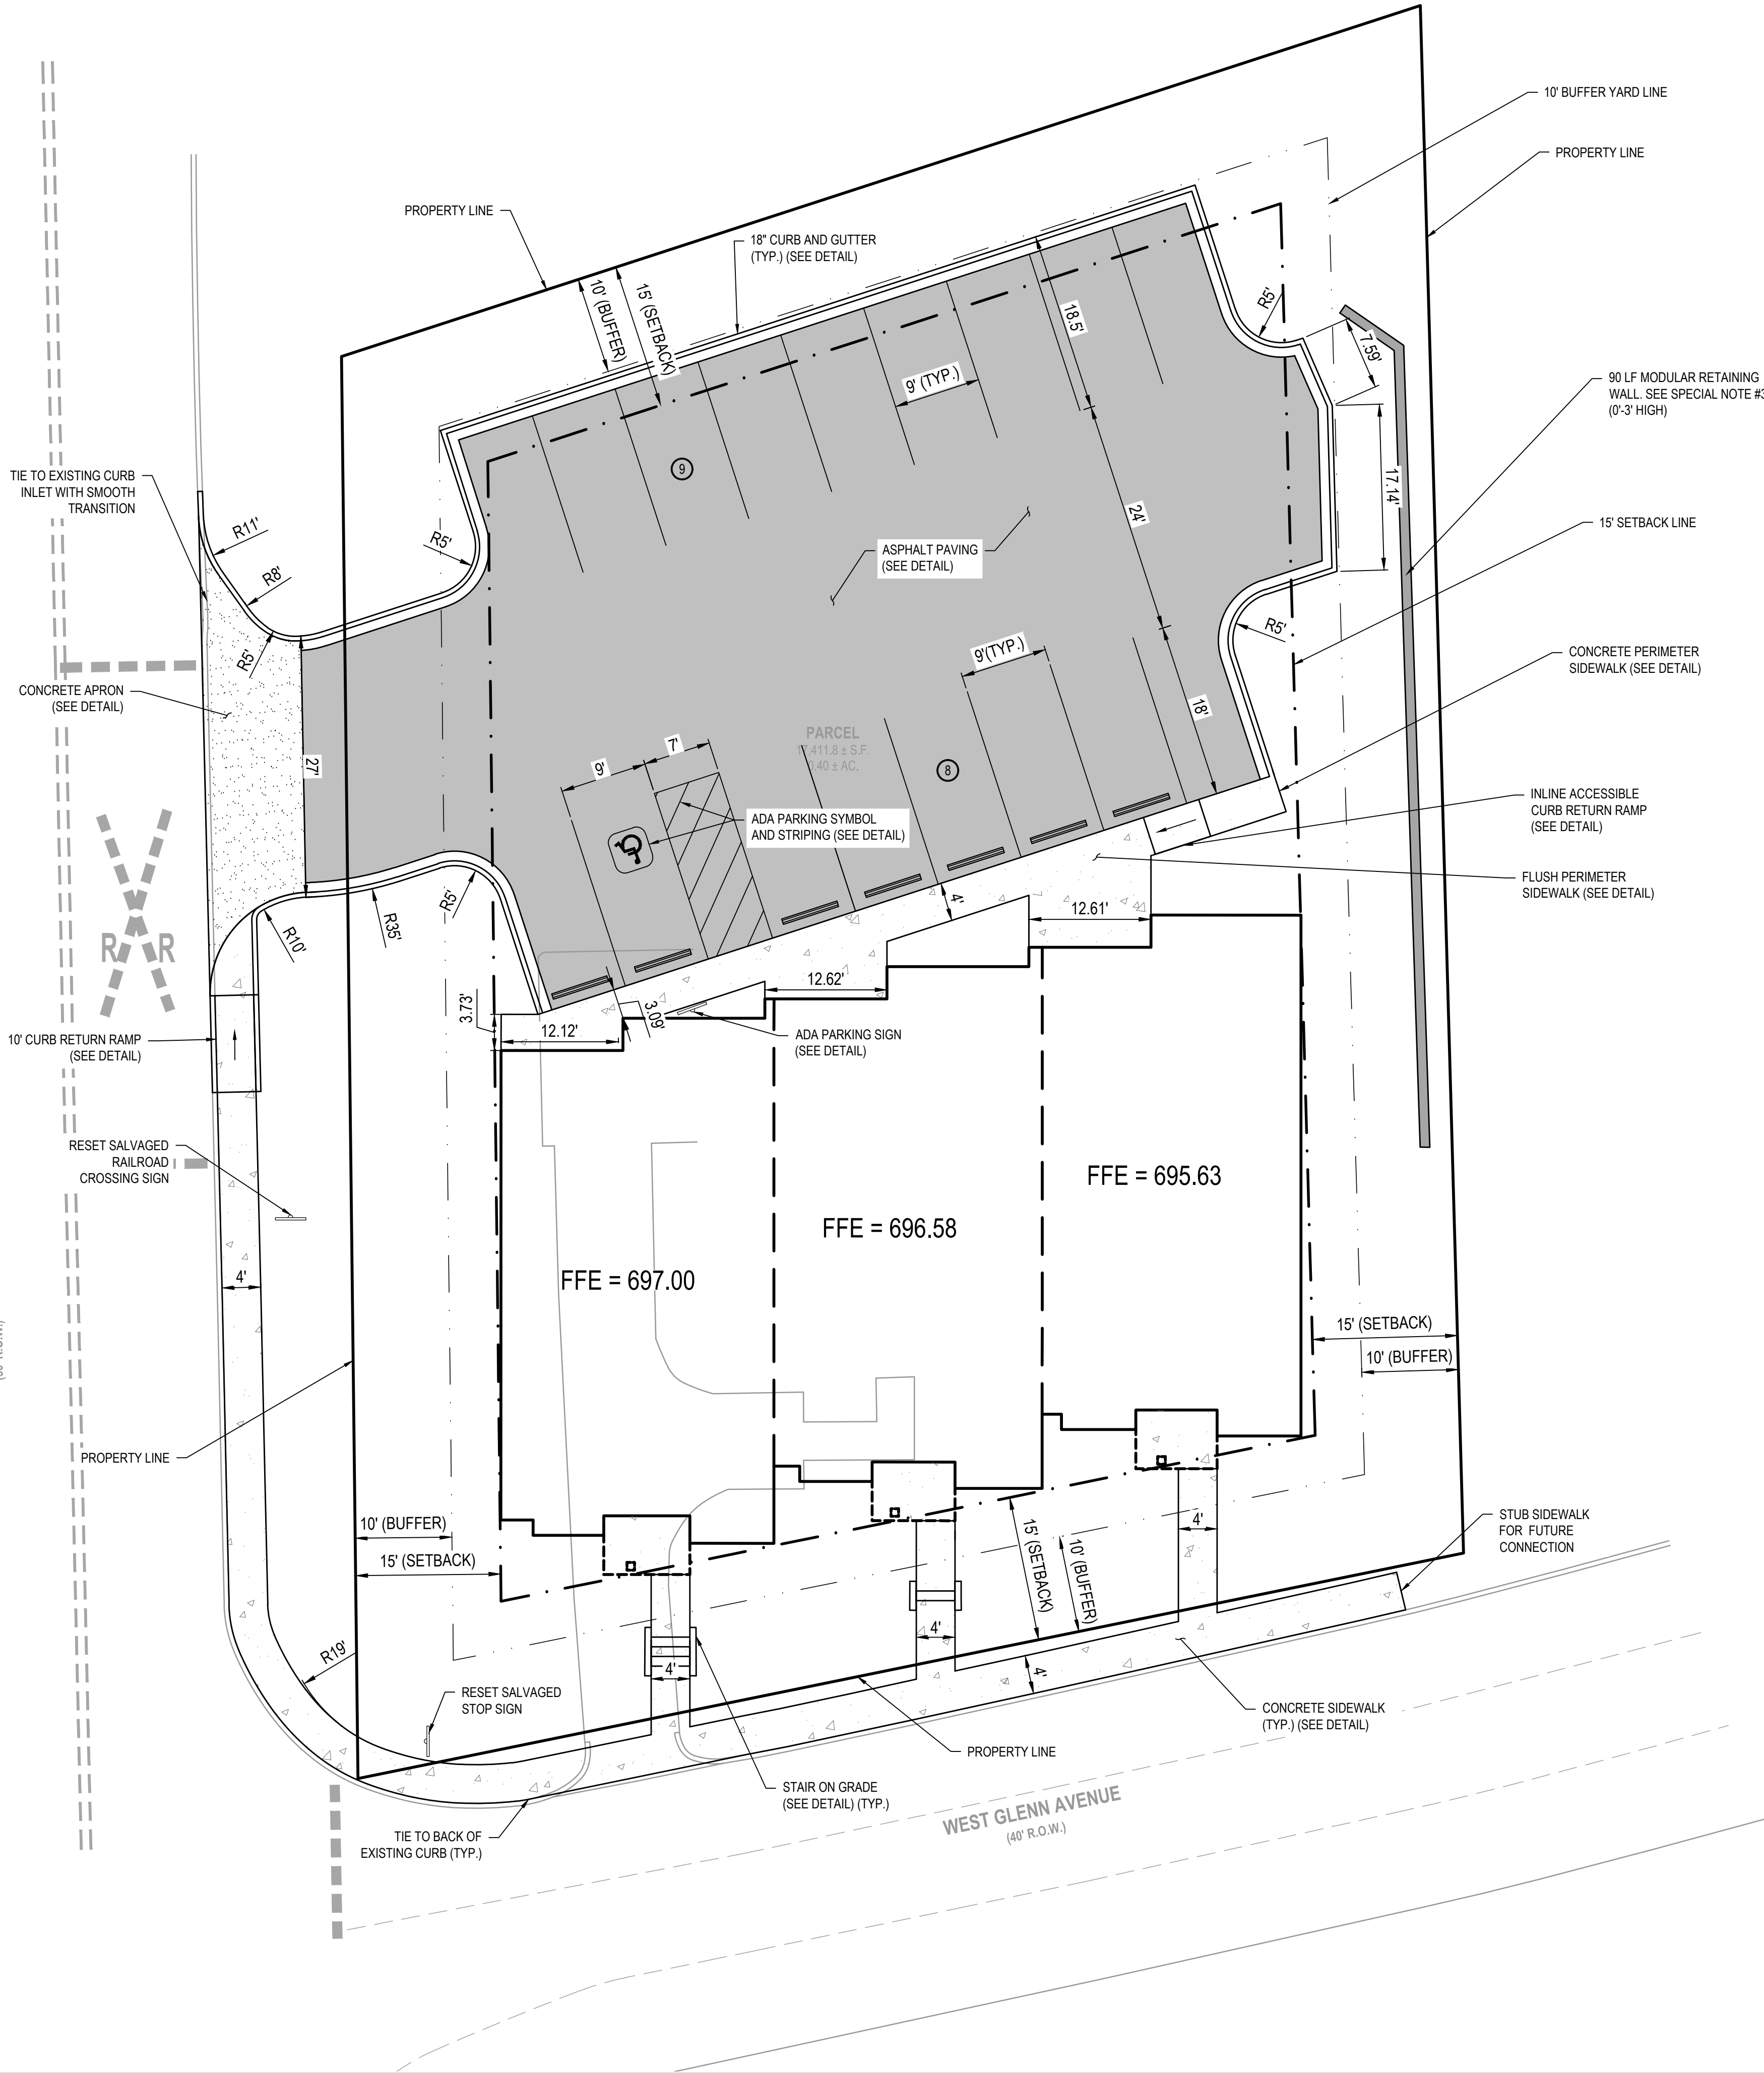 10' BUFFER YARD LINE
PROPERTY LINE
PROPERTY LINE
18" CURB AND GUTTER
(TYP.) (SEE DETAIL)
10' (BUFFER)
15' (SETBACK)
R5'
18.5'
7.59'
9' (TYP.)
90 LF MODULAR RETAINING
WALL. SEE SPECIAL NOTE #3
(0'-3' HIGH)
9
17.14'
TIE TO EXISTING CURB
INLET WITH SMOOTH
TRANSITION
R11'
R5'
24'
15' SETBACK LINE
ASPHALT PAVING
(SEE DETAIL)
R8'
R5'
R5'
9'(TYP.)
CONCRETE PERIMETER
SIDEWALK (SEE DETAIL)
CONCRETE APRON
(SEE DETAIL)
18'
27'
PARCEL
17,411.8 ± S.F.
0.40 ± AC.
9'
7'
8
INLINE ACCESSIBLE
CURB RETURN RAMP
(SEE DETAIL)
ADA PARKING SYMBOL
AND STRIPING (SEE DETAIL)
FLUSH PERIMETER
SIDEWALK (SEE DETAIL)
R5'
R35'
R10'
4'
12.61'
R R
12.62'
3.73'
3.09'
12.12'
ADA PARKING SIGN
(SEE DETAIL)
10' CURB RETURN RAMP
(SEE DETAIL)
RESET SALVAGED
RAILROAD
CROSSING SIGN
FFE = 695.63
FFE = 696.58
FFE = 697.00
4'
15' (SETBACK)
10' (BUFFER)
PROPERTY LINE
10' (BUFFER)
15' (SETBACK)
15' (SETBACK)
10' (BUFFER)
4'
STUB SIDEWALK
FOR FUTURE
CONNECTION
R19'
4'
4'
4'
RESET SALVAGED
STOP SIGN
CONCRETE SIDEWALK
(TYP.) (SEE DETAIL)
PROPERTY LINE
STAIR ON GRADE
(SEE DETAIL) (TYP.)
WEST GLENN AVENUE
(40' R.O.W.)
TIE TO BACK OF
EXISTING CURB (TYP.)